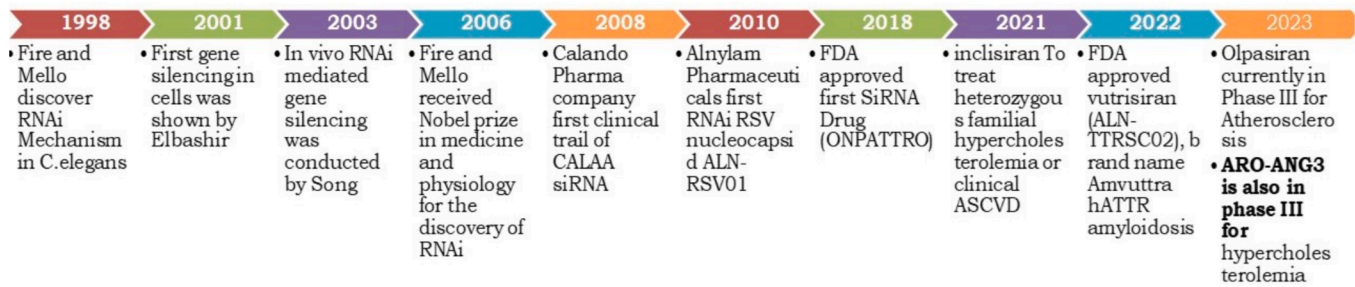 1998
• Fire and
Mello
discover
RNAi
Mechanism
in C.elegans
2001
• First gene
silencing in
cells was
shown by
Elbashir
2003
• In vivo RNAi
mediated
gene
silencing
was
conducted
by Song
2006
• Fire and
Mello
received
Nobel prize
in medicine
and
physiology
for the
discovery of
RNAi
2008
• Calando
Pharma
company
first clinical
trail of
CALAA
siRNA
2010
• Alnylam
Pharmaceuti
cals first
RNAi RSV
nucleocapsi
d ALN-
RSV01
2018
• FDA
approved
first SiRNA
Drug
(ONPATTRO)
2021
• inclisiran To
treat
heterozygou
s familial
hypercholes
terolemia or
clinical
ASCVD
2022
• FDA
approved
vutrisiran
(ALN-
TTRSC02), b
rand name
Amvuttra
hATTR
amyloidosis
2023
• Olpasiran
currently in
Phase III for
Atherosclero
sis
• ARO-ANG3
is also in
phase III
for
hypercholes
terolemia